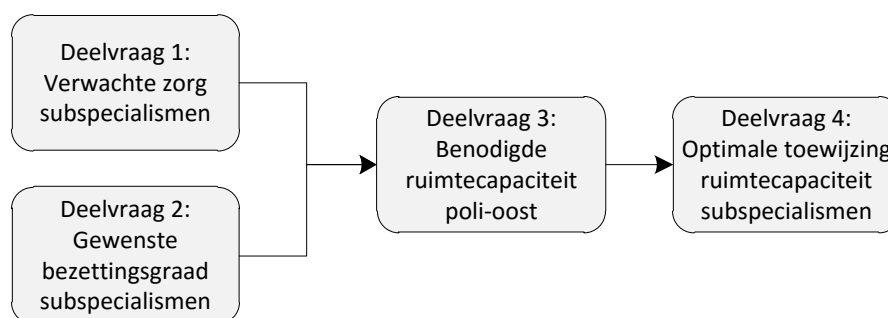 Deelvraag 1:
Verwachte zorg
subspecialismen
Deelvraag 2:
Gewenste
bezettingsgraad
subspecialismen
Deelvraag 3:
Benodigde
ruimtecapaciteit
poli-oost
Deelvraag 4:
Optimale toewijzing
ruimtecapaciteit
subspecialismen